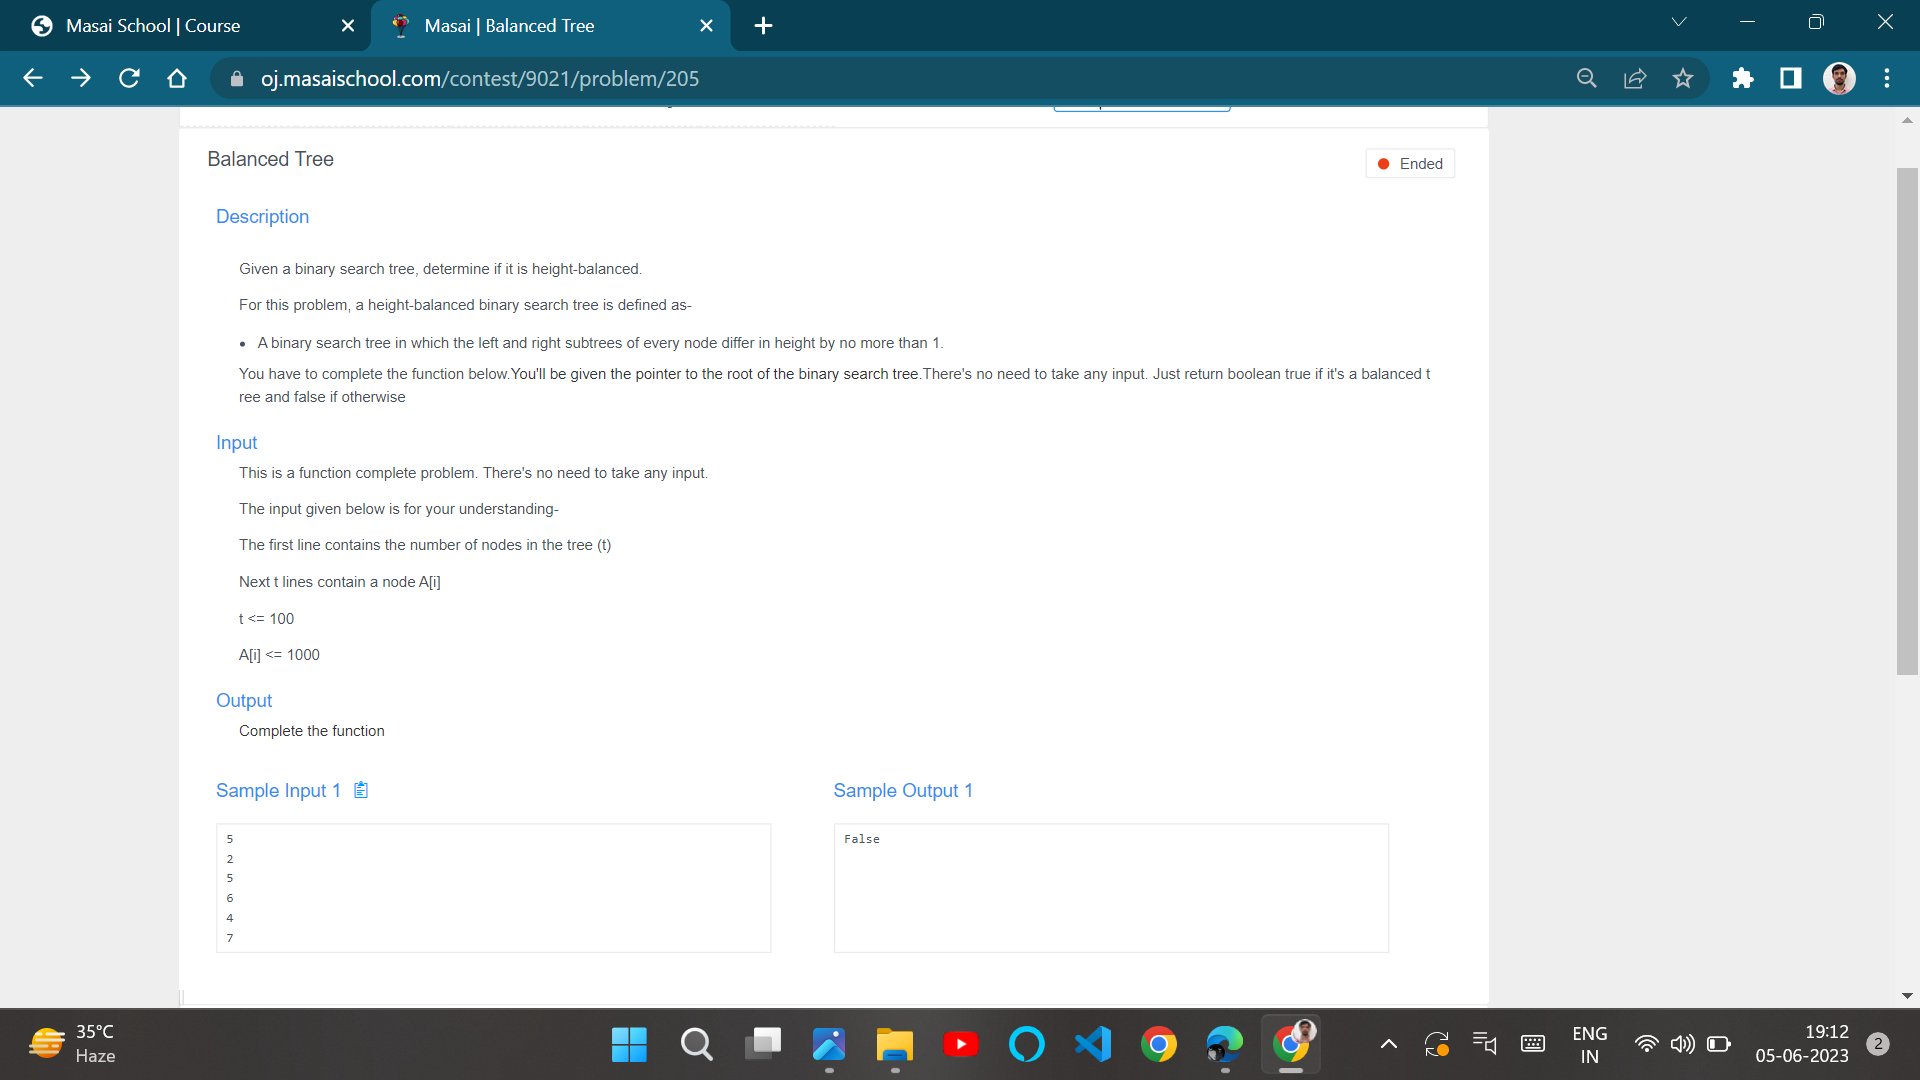 Masai School | Course
Masai | Balanced Tree
oj.masaischool.com/contest/9021/problem/205
Balanced Tree
Ended
Description
Given a binary search tree, determine if it is height-balanced.
For this problem, a height-balanced binary search tree is defined as-
• A binary search tree in which the left and right subtrees of every node differ in height by no more than 1.
You have to complete the function below.You'll be given the pointer to the root of the binary search tree.There's no need to take any input. Just return boolean true if it's a balanced t
ree and false if otherwise
Input
This is a function complete problem. There's no need to take any input.
The input given below is for your understanding-
The first line contains the number of nodes in the tree (t)
Next t lines contain a node A[i]
t <= 100
A[i] <= 1000
Output
Complete the function
Sample Input 1
Sample Output 1
5
2
5
6
4
7
False
35°C
Haze
ENG
IN
19:12
05-06-2023
2